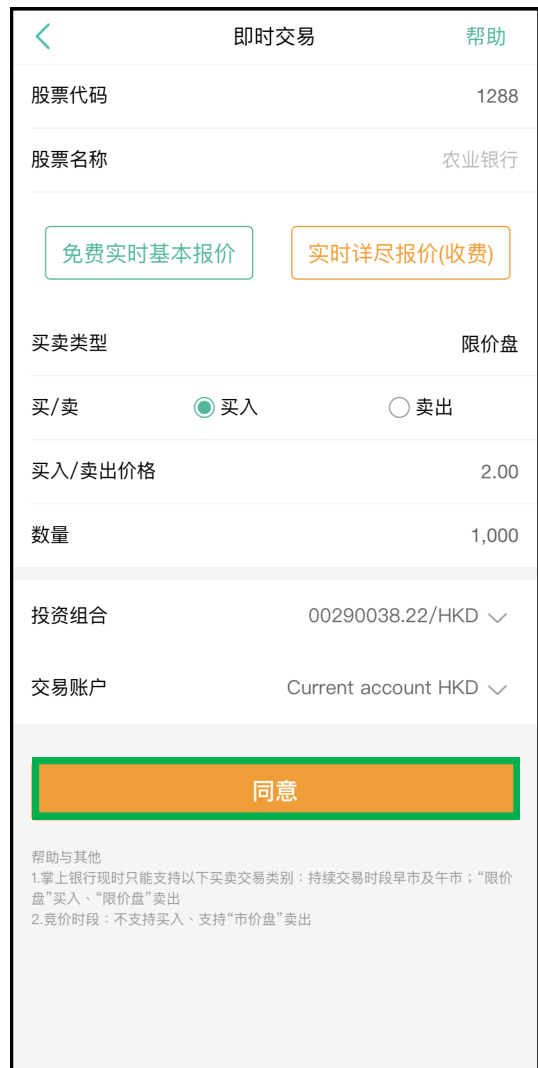 即时交易 帮助
股票代码 1288
股票名称 农业银行
免费实时基本报价 实时详尽报价(收费)
买卖类型 限价盘
买/卖 买入 卖出
买入/卖出价格 2.00
数量 1,000
投资组合 00290038.22/HKD
交易账户 Current account HKD
同意
帮助与其他
1.掌上银行现时只能支持以下买卖交易类别：持续交易时段早市及午市；“限价
盘”买入、“限价盘”卖出
2.竞价时段：不支持买入、支持“市价盘”卖出